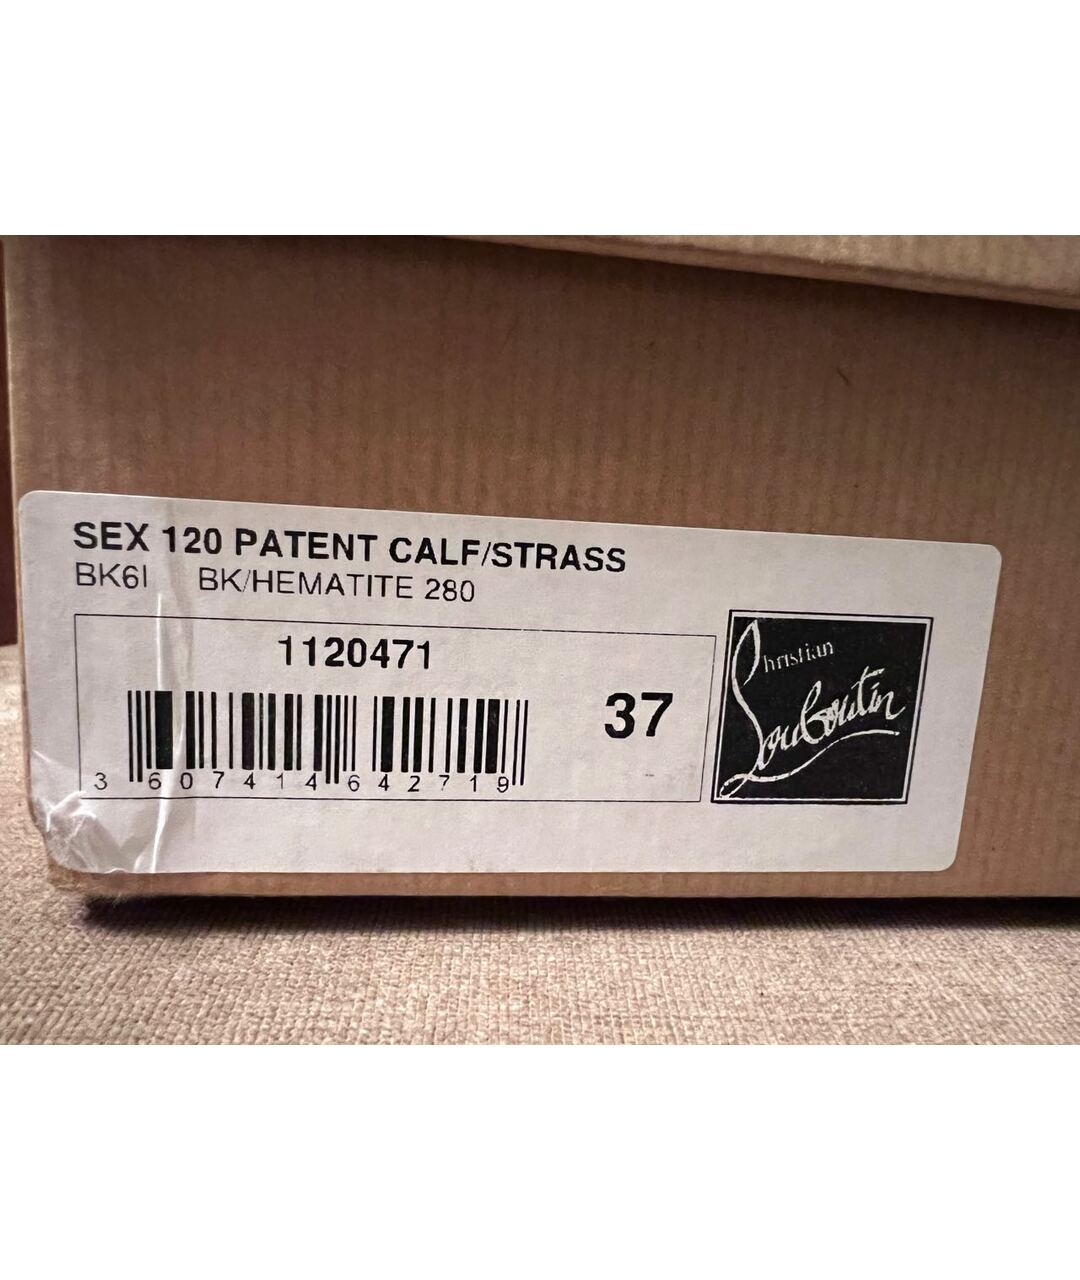 SEX 120 PATENT CALF/STRASS
BK6I BK/HEMATITE 280
1120471
37
3 607414 642719
Christian
Louboutin